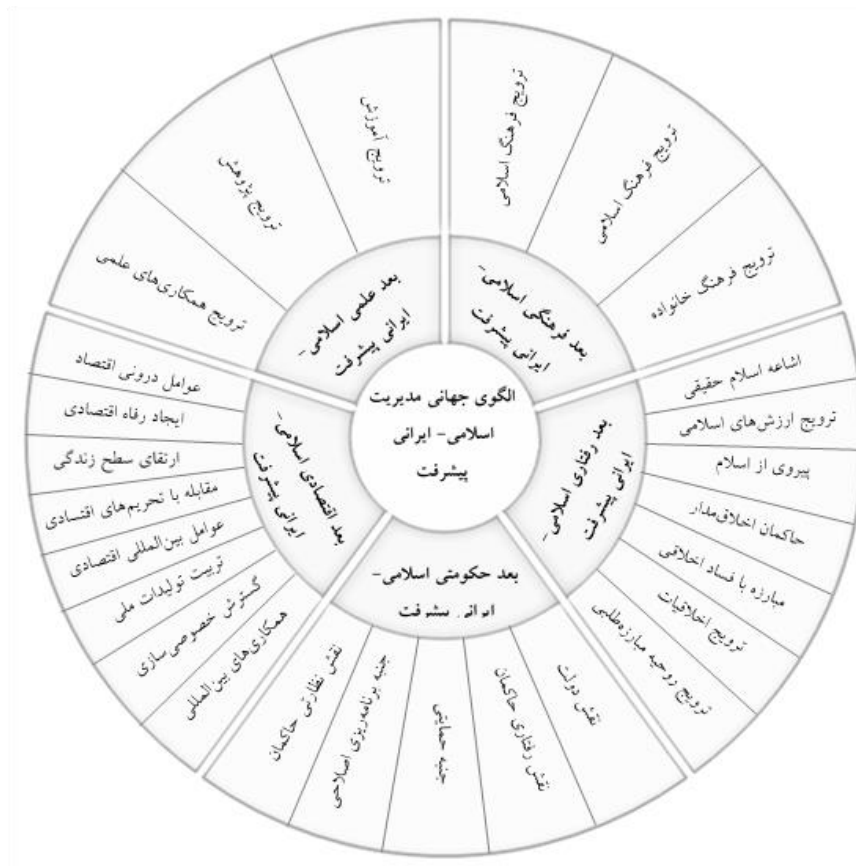 الگوی جهانی مدیریت
اسلامی- ایرانی
پیشرفت
بعد فرهنگی اسلامی-
ایرانی پیشرفت
ترویج فرهنگ اسلامی
ترویج فرهنگ اسلامی
ترویج فرهنگ خانواده
بعد رفتاری اسلامی-
ایرانی پیشرفت
اشاعه اسلام حقیقی
ترویج ارزش‌های اسلامی
پیروی از اسلام
حاکمان اخلاق‌مدار
مبارزه با فساد اخلاقی
ترویج اخلاقیات
ترویج روحیه مبارزه‌طلبی
بعد حکومتی اسلامی-
ایرانی پیشرفت
نقش دولت
نقش رفتاری حاکمان
جنبه حمایتی
جنبه برنامه‌ریزی اصلاحی
نقش نظارتی حاکمان
بعد اقتصادی اسلامی-
ایرانی پیشرفت
عوامل درونی اقتصاد
ایجاد رفاه اقتصادی
ارتقای سطح زندگی
مقابله با تحریم‌های اقتصادی
عوامل بین‌المللی اقتصادی
تربیت تولیدات ملی
گسترش خصوصی‌سازی
همکاری‌های بین‌المللی
بعد علمی اسلامی-
ایرانی پیشرفت
ترویج همکاری‌های علمی
ترویج پژوهش
ترویج آموزش